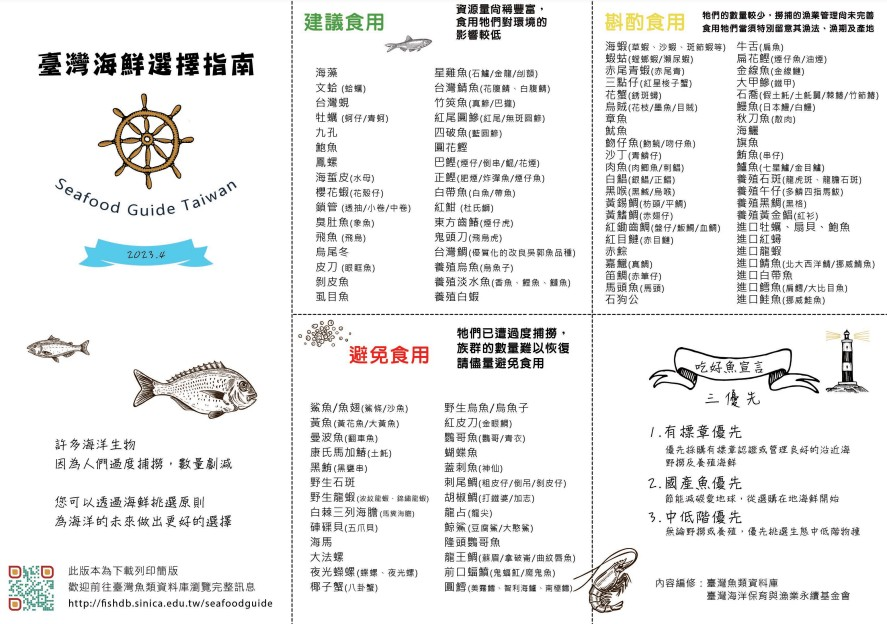 臺灣海鮮選擇指南
Seafood Guide Taiwan
2023.4
許多海洋生物
因為人們過度捕撈，數量劇減
您可以透過海鮮挑選原則
為海洋的未來做出更好的選擇
此版本為下載列印簡版
歡迎前往臺灣魚類資料庫瀏覽完整訊息
http://fishdb.sinica.edu.tw/seafoodguide
建議食用
資源量尚稱豐富，
食用牠們對環境的
影響較低
海藻
文蛤(蛤蠣)
台灣蜆
牡蠣(蚵仔/青蚵)
九孔
鮑魚
鳳螺
海蜇皮(水母)
櫻花蝦(花殼仔)
鎖管(透抽/小卷/中卷)
臭肚魚(象魚)
飛魚(飛烏)
烏尾冬
皮刀(眼眶魚)
剝皮魚
虱目魚
星雞魚(石鱸/金龍/剖頟)
台灣鯖魚(花腹鯖、白腹鯖)
竹筴魚(真鰺/巴攏)
紅尾圓鰺(紅尾/無斑圓鰺)
四破魚(藍圓鰺)
圓花鰹
巴鰹(煙仔/倒串/鯤/花煙)
正鰹(肥煙/炸彈魚/煙仔魚)
白帶魚(白魚/帶魚)
紅魽(杜氏鰤)
東方齒鰆(煙仔虎)
鬼頭刀(飛烏虎)
台灣鯛(優質化的改良吳郭魚品種)
養殖烏魚(烏魚子)
養殖淡水魚(香魚、鰹魚、鱒魚)
養殖白蝦
斟酌食用
牠們的數量較少，撈捕的漁業管理尚未完善
食用牠們當須特別留意其漁法、漁期及產地
海蝦(草蝦、沙蝦、斑節蝦等)
蝦蛄(螳螂蝦/瀨尿蝦)
赤尾青蝦(赤尾青)
三點仔(紅星梭子蟹)
花蟹(銹斑蟳)
烏賊(花枝/墨魚/目賊)
章魚
魷魚
魩仔魚(魩鱙/吻仔魚)
沙丁(青鱗仔)
肉魚(肉鯽魚/刺鯧)
白鯧(銀鯧/正鯧)
黑喉(黑䱛/烏喉)
黃錫鯛(枋頭/平鯛)
黃鰭鯛(赤翅仔)
紅鋤齒鯛(盤仔/魬鯛/血鯛)
紅目鰱(赤目鰱)
赤鯮
嘉鱲(真鯛)
笛鯛(赤筆仔)
馬頭魚(馬頭)
石狗公
牛舌(扁魚)
扁花鰹(煙仔魚/油煙)
金線魚(金線鰱)
大甲鰺(鐵甲)
石喬(假土魠/土魠舅/棘鰆/竹節鰆)
鰻魚(日本鰻/白鰻)
秋刀魚(散肉)
海鱺
旗魚
鮪魚(串仔)
鱸魚(七星鱸/金目鱸)
養殖石斑(龍虎斑、龍膽石斑)
養殖午仔(多鱗四指馬鮁)
養殖黑鯛(黑格)
養殖黃金鯧(紅衫)
進口牡蠣、扇貝、鮑魚
進口紅蟳
進口龍蝦
進口鯖魚(北大西洋鯖/挪威鯖魚)
進口白帶魚
進口鱈魚(扁鱈/大比目魚)
進口鮭魚(挪威鮭魚)
避免食用
牠們已遭過度捕撈，
族群的數量難以恢復
請儘量避免食用
鯊魚/魚翅(鯊條/沙魚)
黃魚(黃花魚/大黃魚)
曼波魚(翻車魚)
康氏馬加鰆(土魠)
黑鮪(黑甕串)
野生石斑
野生龍蝦(波紋龍蝦、錦繡龍蝦)
白棘三列海膽(馬糞海膽)
硨磲貝(五爪貝)
海馬
大法螺
夜光蠑螺(蠑螺、夜光螺)
椰子蟹(八卦蟹)
野生烏魚/烏魚子
紅皮刀(金眼鯛)
鸚哥魚(鸚哥/青衣)
蝴蝶魚
蓋刺魚(神仙)
刺尾鯛(粗皮仔/倒吊/剝皮仔)
胡椒鯛(打鐵婆/加志)
龍占(龍尖)
鯨鯊(豆腐鯊/大憨鯊)
隆頭鸚哥魚
龍王鯛(蘇眉/拿破崙/曲紋唇魚)
前口蝠鱝(鬼蝠魟/魔鬼魚)
圓鱈(美露鱈、智利海鱸、南極鱈)
吃好魚宣言
三優先
1.有標章優先
優先採購有標章認證或管理良好的沿近海
野撈及養殖海鮮
2.國產魚優先
節能減碳愛地球，從選購在地海鮮開始
3.中低階優先
無論野撈或養殖，優先挑選生態中低階物種
內容編修：臺灣魚類資料庫
臺灣海洋保育與漁業永續基金會